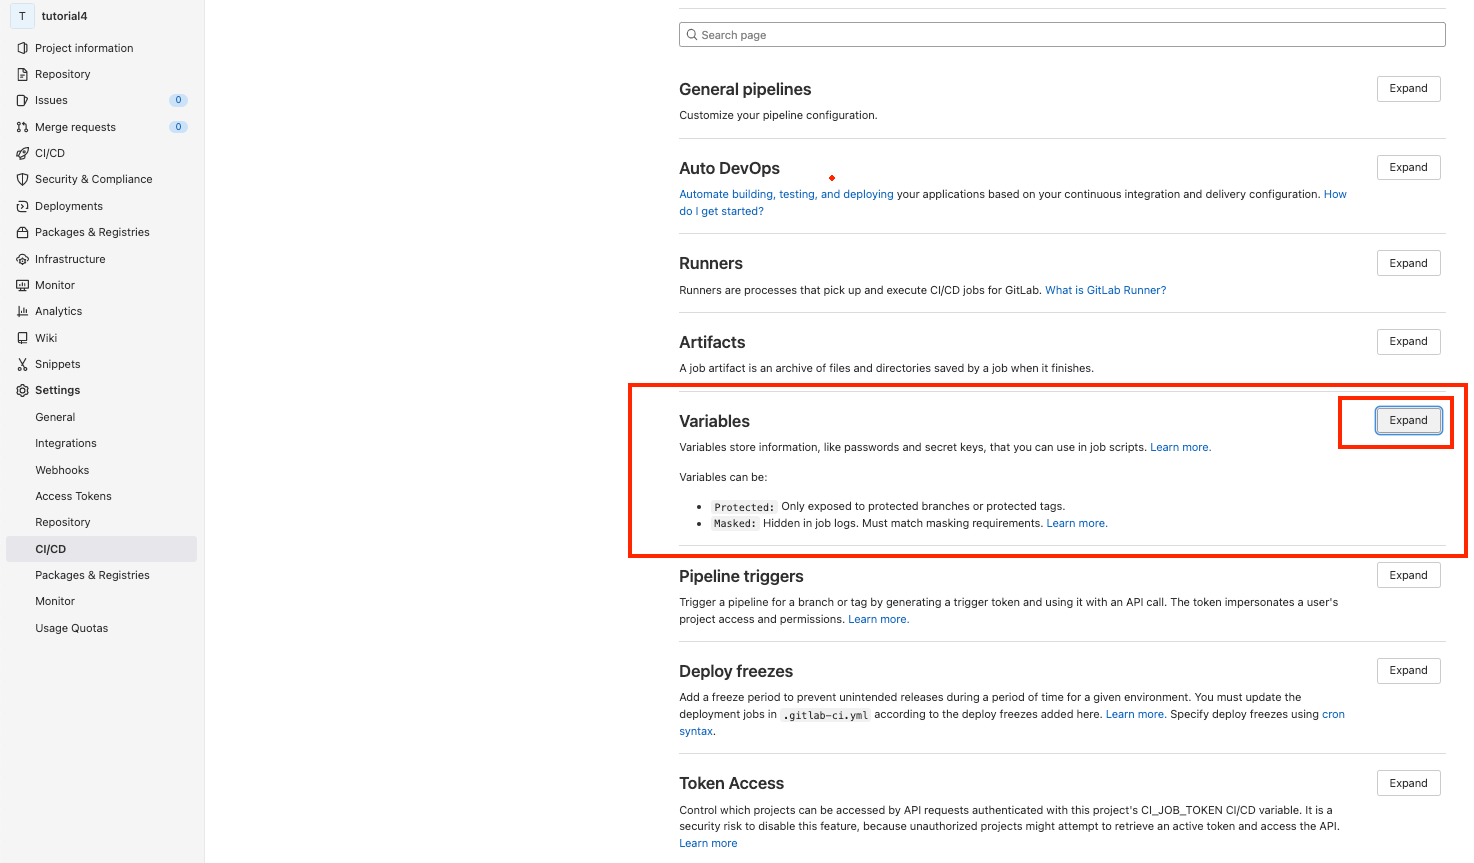 T tutorial4
Project information
Repository
Issues 0
Merge requests 0
CI/CD
Security & Compliance
Deployments
Packages & Registries
Infrastructure
Monitor
Analytics
Wiki
Snippets
Settings
General
Integrations
Webhooks
Access Tokens
Repository
CI/CD
Packages & Registries
Monitor
Usage Quotas
Search page
General pipelines
Expand
Customize your pipeline configuration.
Auto DevOps
Expand
Automate building, testing, and deploying your applications based on your continuous integration and delivery configuration. How
do I get started?
Runners
Expand
Runners are processes that pick up and execute CI/CD jobs for GitLab. What is GitLab Runner?
Artifacts
Expand
A job artifact is an archive of files and directories saved by a job when it finishes.
Variables
Expand
Variables store information, like passwords and secret keys, that you can use in job scripts. Learn more.
Variables can be:
• Protected: Only exposed to protected branches or protected tags.
• Masked: Hidden in job logs. Must match masking requirements. Learn more.
Pipeline triggers
Expand
Trigger a pipeline for a branch or tag by generating a trigger token and using it with an API call. The token impersonates a user's
project access and permissions. Learn more.
Deploy freezes
Expand
Add a freeze period to prevent unintended releases during a period of time for a given environment. You must update the
deployment jobs in .gitlab-ci.yml according to the deploy freezes added here. Learn more. Specify deploy freezes using cron
syntax.
Token Access
Expand
Control which projects can be accessed by API requests authenticated with this project's CI_JOB_TOKEN CI/CD variable. It is a
security risk to disable this feature, because unauthorized projects might attempt to retrieve an active token and access the API.
Learn more